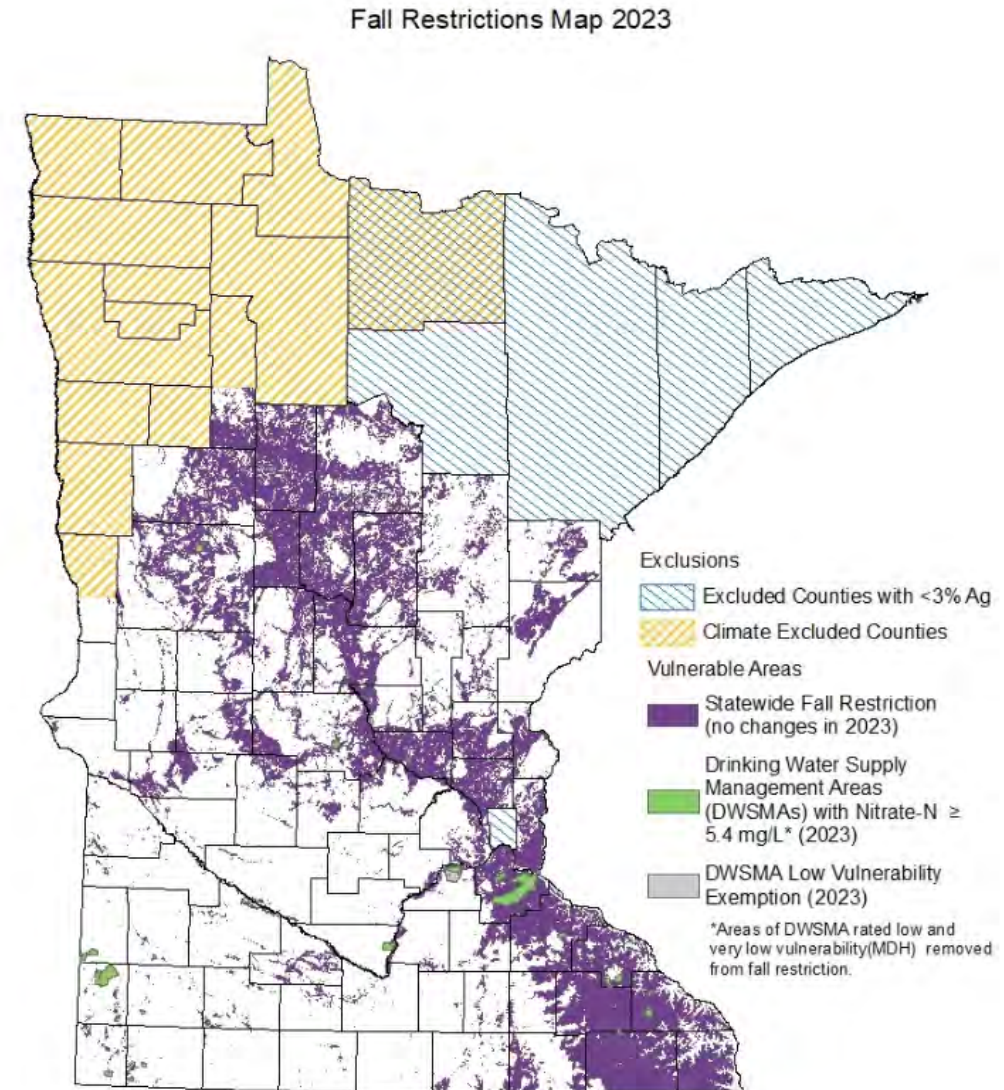 Fall Restrictions Map 2023
Exclusions
Excluded Counties with <3% Ag
Climate Excluded Counties
Vulnerable Areas
Statewide Fall Restriction
(no changes in 2023)
Drinking Water Supply
Management Areas
(DWSMAs) with Nitrate-N ≥
5.4 mg/L* (2023)
DWSMA Low Vulnerability
Exemption (2023)
*Areas of DWSMA rated low and
very low vulnerability(MDH) removed
from fall restriction.